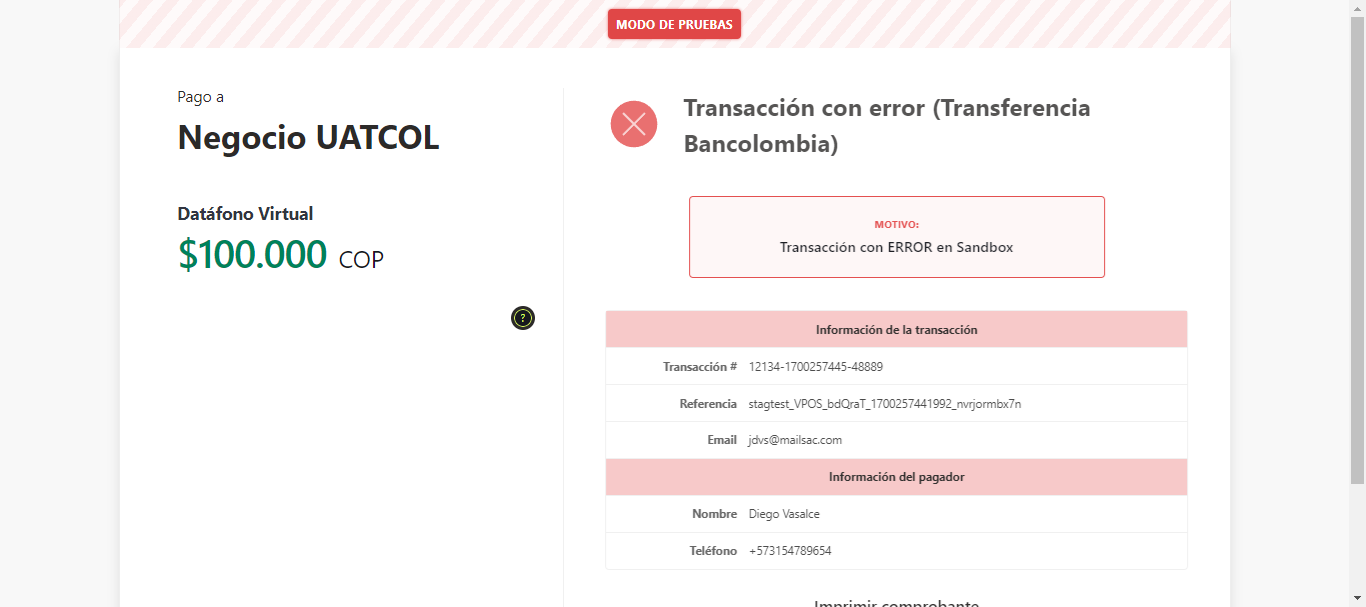 MODO DE PRUEBAS
Pago a
Negocio UATCOL
Datáfono Virtual
$100.000 COP
?
Transacción con error (Transferencia
Bancolombia)
MOTIVO:
Transacción con ERROR en Sandbox
Información de la transacción
Transacción # 12134-1700257445-48889
Referencia stagtest_VPOS_bdQraT_1700257441992_nvrjormbx7n
Email jdvs@mailsac.com
Información del pagador
Nombre Diego Vasalce
Teléfono +573154789654
Imprimir comprobante